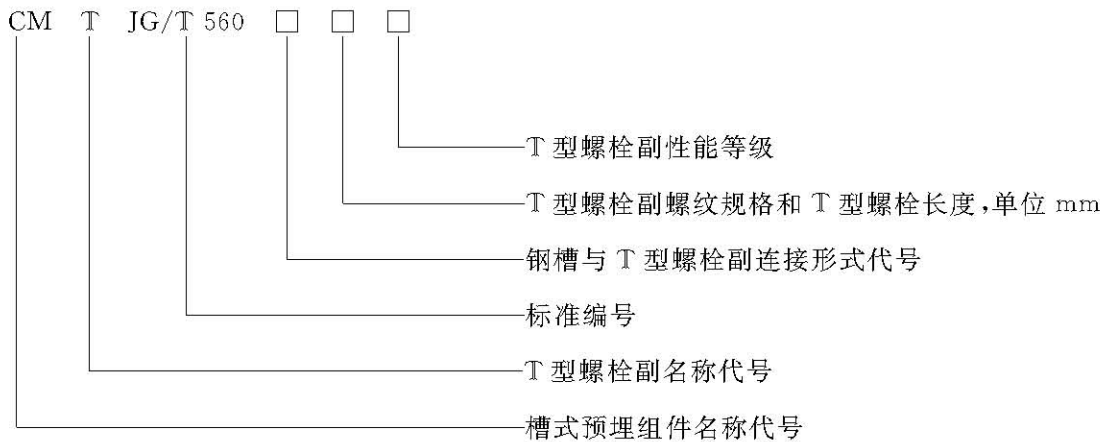 CM T JG/T 560 □ □ □
T 型螺栓副性能等级
T 型螺栓副螺纹规格和 T 型螺栓长度,单位 mm
钢槽与 T 型螺栓副连接形式代号
标准编号
T 型螺栓副名称代号
槽式预埋组件名称代号